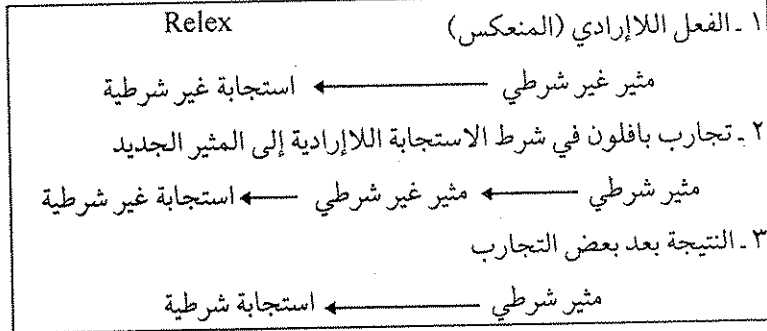 ١ ـ الفعل اللاإرادي (المنعكس) Relex
مثير غير شرطي ← استجابة غير شرطية
٢ ـ تجارب بافلون في شرط الاستجابة اللاإرادية إلى المثير الجديد
مثير شرطي ← مثير غير شرطي ← استجابة غير شرطية
٣ ـ النتيجة بعد بعض التجارب
مثير شرطي ← استجابة شرطية